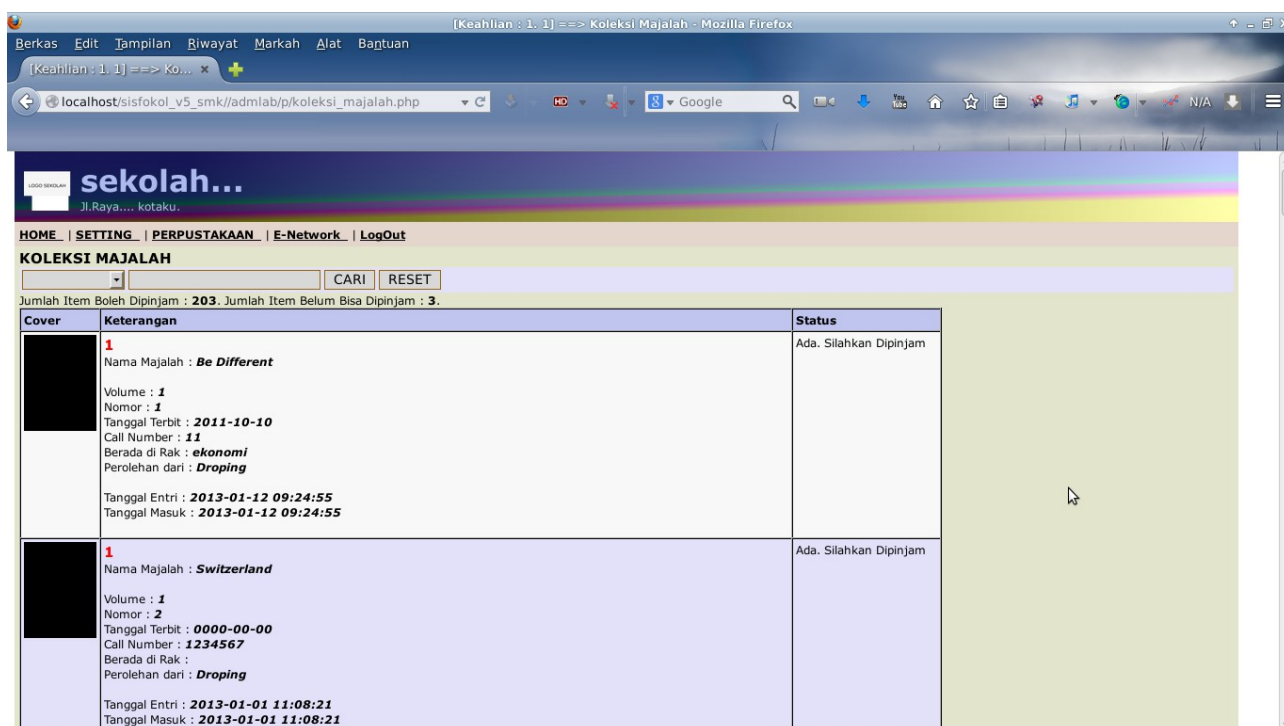 [Keahlian : 1. 1] ==> Koleksi Majalah - Mozilla Firefox
Berkas Edit Tampilan Riwayat Markah Alat Bantuan
[Keahlian : 1. 1] ==> Ko...
localhost/sisfokol_v5_smk//admlab/p/koleksi_majalah.php
HD
8
Google
You Tube
N/A
LOGO SEKOLAH
sekolah...
Jl.Raya.... kotaku.
HOME | SETTING | PERPUSTAKAAN | E-Network | LogOut
KOLEKSI MAJALAH
CARI RESET
Jumlah Item Boleh Dipinjam : 203. Jumlah Item Belum Bisa Dipinjam : 3.
Cover Keterangan Status
1 Ada. Silahkan Dipinjam
Nama Majalah : Be Different
Volume : 1
Nomor : 1
Tanggal Terbit : 2011-10-10
Call Number : 11
Berada di Rak : ekonomi
Perolehan dari : Droping
Tanggal Entri : 2013-01-12 09:24:55
Tanggal Masuk : 2013-01-12 09:24:55
1 Ada. Silahkan Dipinjam
Nama Majalah : Switzerland
Volume : 1
Nomor : 2
Tanggal Terbit : 0000-00-00
Call Number : 1234567
Berada di Rak :
Perolehan dari : Droping
Tanggal Entri : 2013-01-01 11:08:21
Tanggal Masuk : 2013-01-01 11:08:21